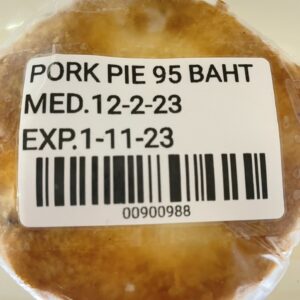 PORK PIE 95 BAHT
MED.12-2-23
EXP.1-11-23
00900988